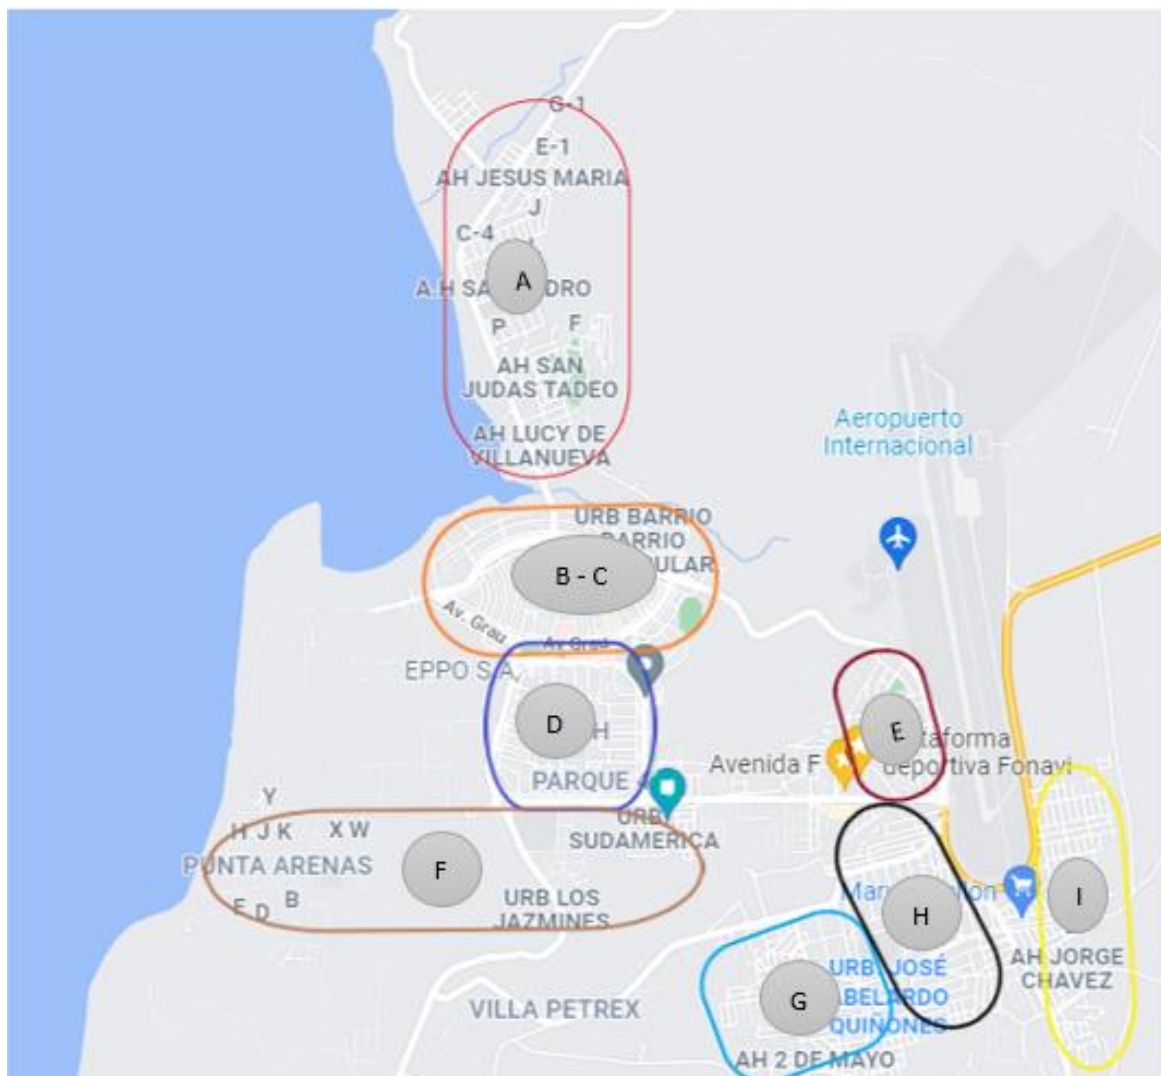 G-1
E-1
AH JESUS MARIA
J
C-4
A
A.H SA DRO
P
F
AH SAN
JUDAS TADEO
AH LUCY DE
VILLANUEVA
Aeropuerto
Internacional
URB BARRIO
BARRIO
ULAR
B - C
Av. Grau
Av Grau
EPPO S.A.
D
H
E
taforma
deportiva Fonavi
Avenida F
PARQUE 4
Y
H J K
X W
URB
SUDAMERICA
PUNTA ARENAS
F
B
E D
URB LOS
JAZMINES
H
I
AH JORGE
CHAVEZ
URB. JOSÉ
ABELARDO
QUIÑONES
G
VILLA PETREX
AH 2 DE MAYO